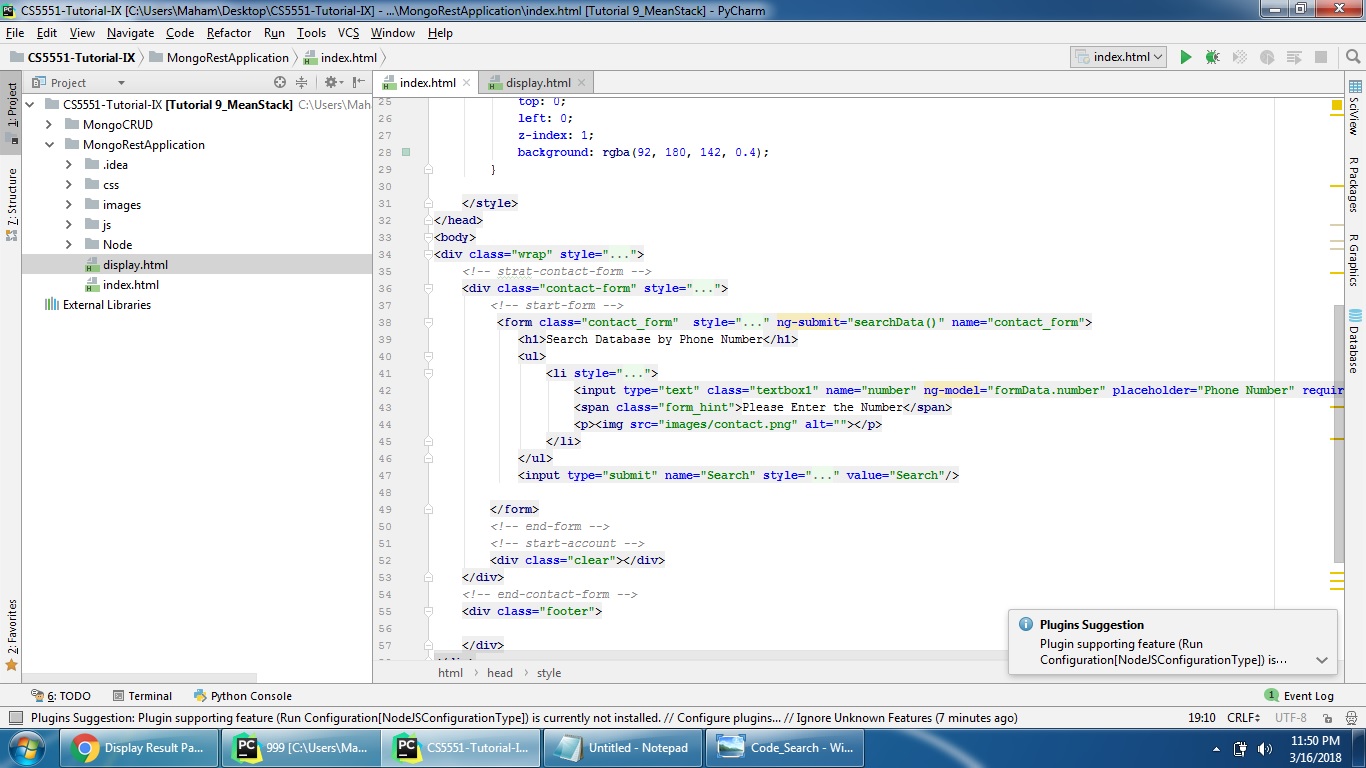 CS5551-Tutorial-IX [C:\Users\Maham\Desktop\CS5551-Tutorial-IX] - ...\MongoRestApplication\index.html [Tutorial 9_MeanStack] - PyCharm
File Edit View Navigate Code Refactor Run Tools VCS Window Help
CS5551-Tutorial-IX MongoRestApplication index.html index.html
Project index.html display.html
1: Project
7: Structure
2: Favorites
CS5551-Tutorial-IX [Tutorial 9_MeanStack] C:\Users\Mah
MongoCRUD
MongoRestApplication
.idea
css
images
js
Node
display.html
index.html
External Libraries
25 top: 0;
26 left: 0;
27 z-index: 1;
28 background: rgba(92, 180, 142, 0.4);
29 }
30
31 </style>
32 </head>
33 <body>
34 <div class="wrap" style="...">
35 <!-- strat-contact-form -->
36 <div class="contact-form" style="...">
37 <!-- start-form -->
38 <form class="contact_form"  style="..." ng-submit="searchData()" name="contact_form">
39 <h1>Search Database by Phone Number</h1>
40 <ul>
41 <li style="...">
42 <input type="text" class="textbox1" name="number" ng-model="formData.number" placeholder="Phone Number" requir
43 <span class="form_hint">Please Enter the Number</span>
44 <p><img src="images/contact.png" alt=""></p>
45 </li>
46 </ul>
47 <input type="submit" name="Search" style="..." value="Search"/>
48
49 </form>
50 <!-- end-form -->
51 <!-- start-account -->
52 <div class="clear"></div>
53 </div>
54 <!-- end-contact-form -->
55 <div class="footer">
56
57 </div>
html head style
SciView
R Packages
R Graphics
Database
Plugins Suggestion
Plugin supporting feature (Run
Configuration[NodeJSConfigurationType]) is...
6: TODO Terminal Python Console 1 Event Log
Plugins Suggestion: Plugin supporting feature (Run Configuration[NodeJSConfigurationType]) is currently not installed. // Configure plugins... // Ignore Unknown Features (7 minutes ago) 19:10 CRLF UTF-8
Display Result Pa... 999 [C:\Users\Ma... CS5551-Tutorial-I... Untitled - Notepad Code_Search - Wi... 11:50 PM
3/16/2018